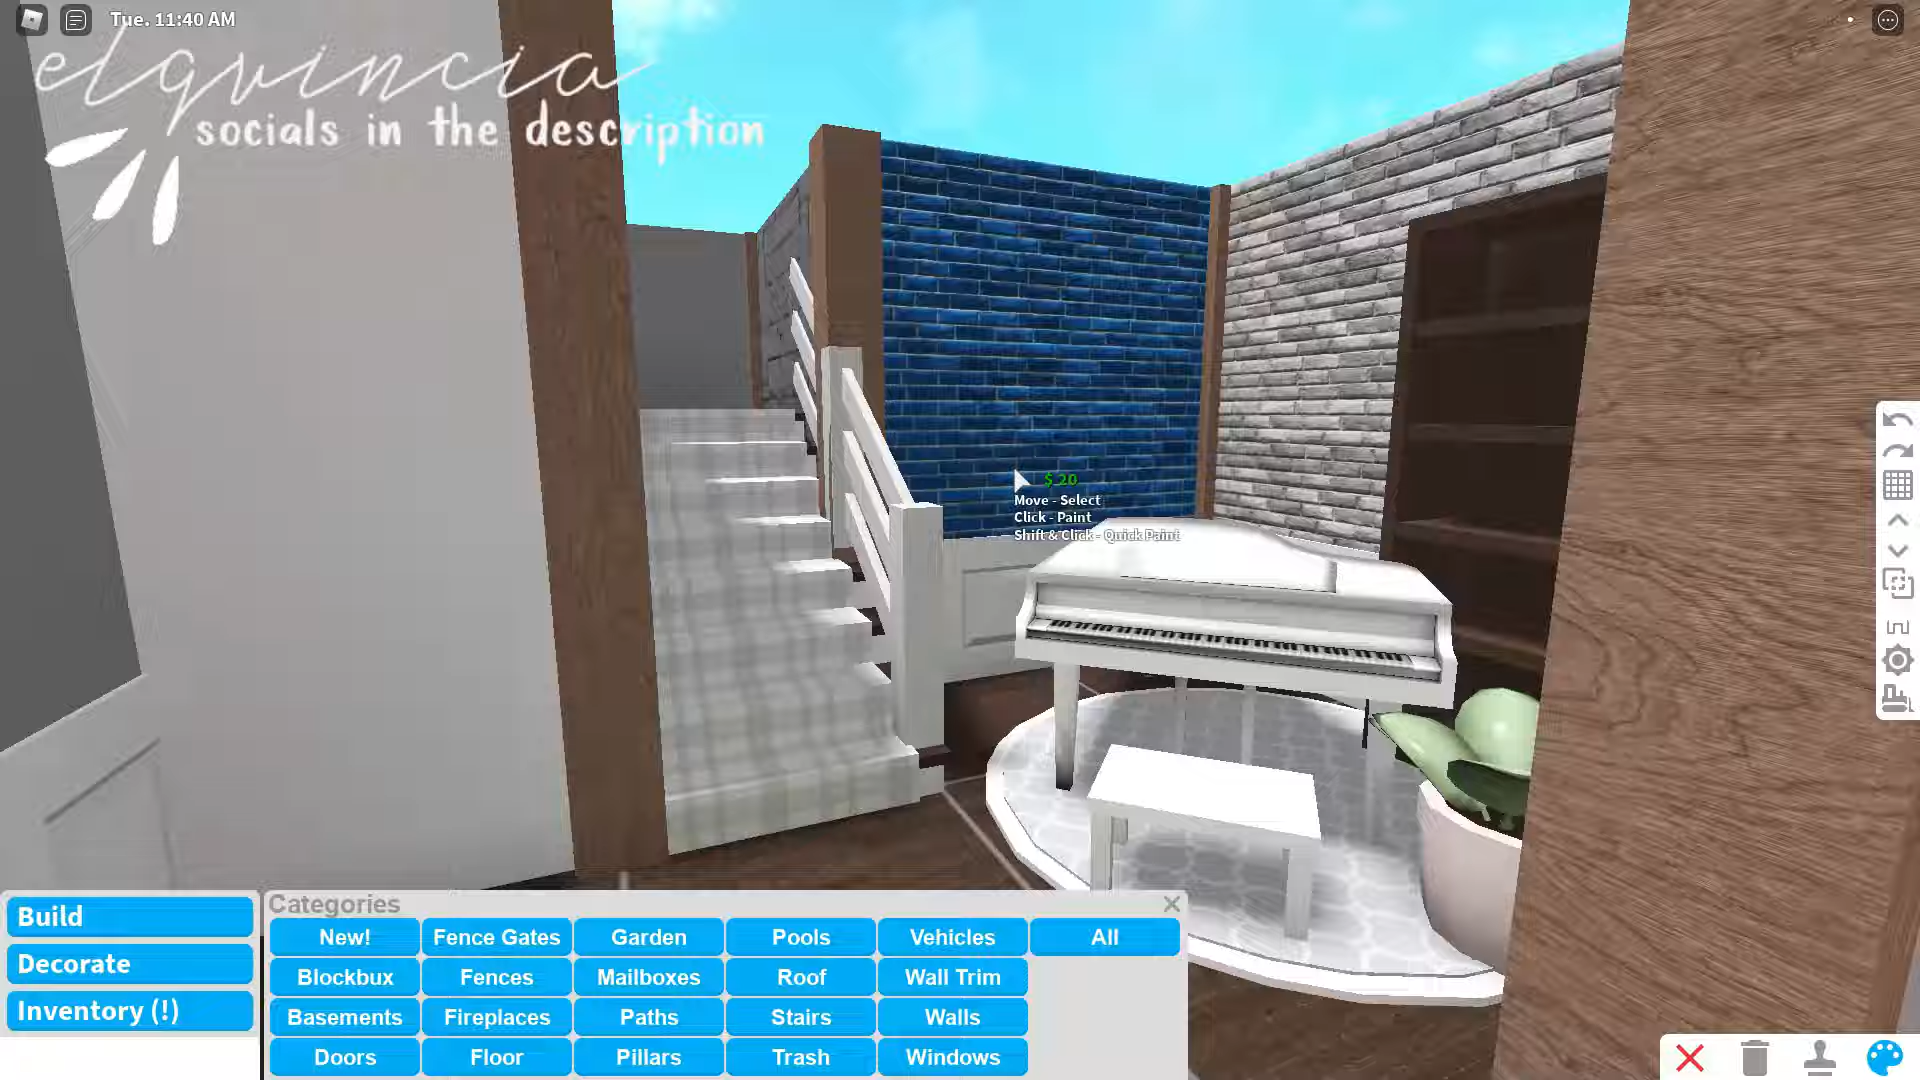 Tue. 11:40 AM
elquincia
socials in the description
$ 20
Move - Select
Click - Paint
Shift & Click - Quick Paint
Build
Decorate
Inventory (!)
Categories
New! Fence Gates Garden Pools Vehicles All
Blockbux Fences Mailboxes Roof Wall Trim
Basements Fireplaces Paths Stairs Walls
Doors Floor Pillars Trash Windows